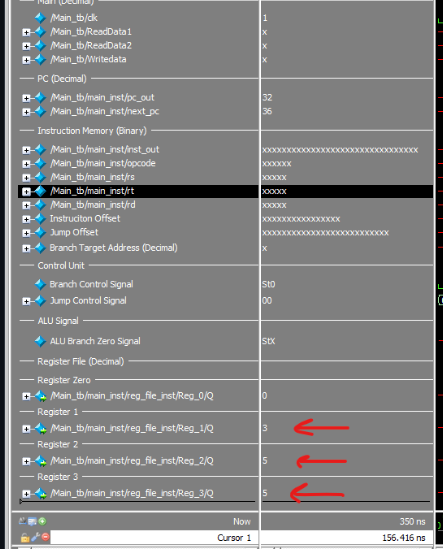 Main (Decimal)
/Main_tb/clk 1
/Main_tb/ReadData1 x
/Main_tb/ReadData2 x
/Main_tb/Writedata x
PC (Decimal)
/Main_tb/main_inst/pc_out 32
/Main_tb/main_inst/next_pc 36
Instruction Memory (Binary)
/Main_tb/main_inst/inst_out xxxxxxxxxxxxxxxxxxxxxxxxxxxxxxxx
/Main_tb/main_inst/opcode xxxxxx
/Main_tb/main_inst/rs xxxxx
/Main_tb/main_inst/rt xxxxx
/Main_tb/main_inst/rd xxxxx
Instruciton Offset xxxxxxxxxxxxxxxx
Jump Offset xxxxxxxxxxxxxxxxxxxxxxxxxx
Branch Target Address (Decimal) x
Control Unit
Branch Control Signal St0
Jump Control Signal 00
ALU Signal
ALU Branch Zero Signal StX
Register File (Decimal)
Register Zero
/Main_tb/main_inst/reg_file_inst/Reg_0/Q 0
Register 1
/Main_tb/main_inst/reg_file_inst/Reg_1/Q 3
Register 2
/Main_tb/main_inst/reg_file_inst/Reg_2/Q 5
Register 3
/Main_tb/main_inst/reg_file_inst/Reg_3/Q 5
Now 350 ns
Cursor 1 156.416 ns